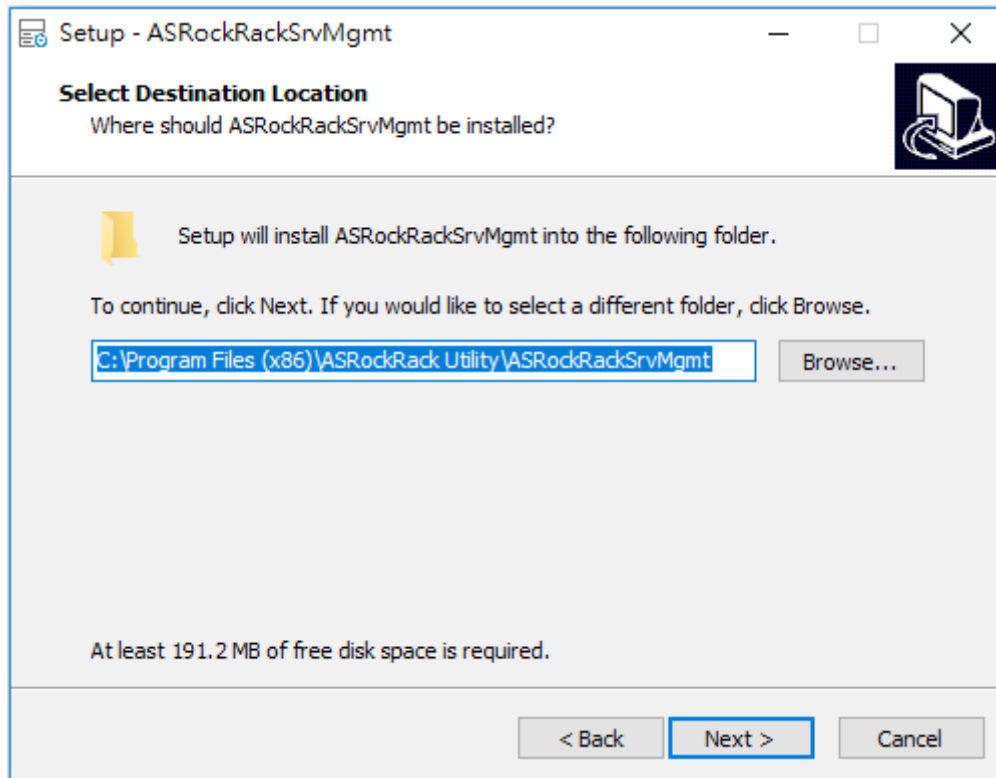 Setup - ASRockRackSrvMgmt
Select Destination Location
Where should ASRockRackSrvMgmt be installed?
Setup will install ASRockRackSrvMgmt into the following folder.
To continue, click Next. If you would like to select a different folder, click Browse.
C:\Program Files (x86)\ASRockRack Utility\ASRockRackSrvMgmt
Browse...
At least 191.2 MB of free disk space is required.
< Back
Next >
Cancel